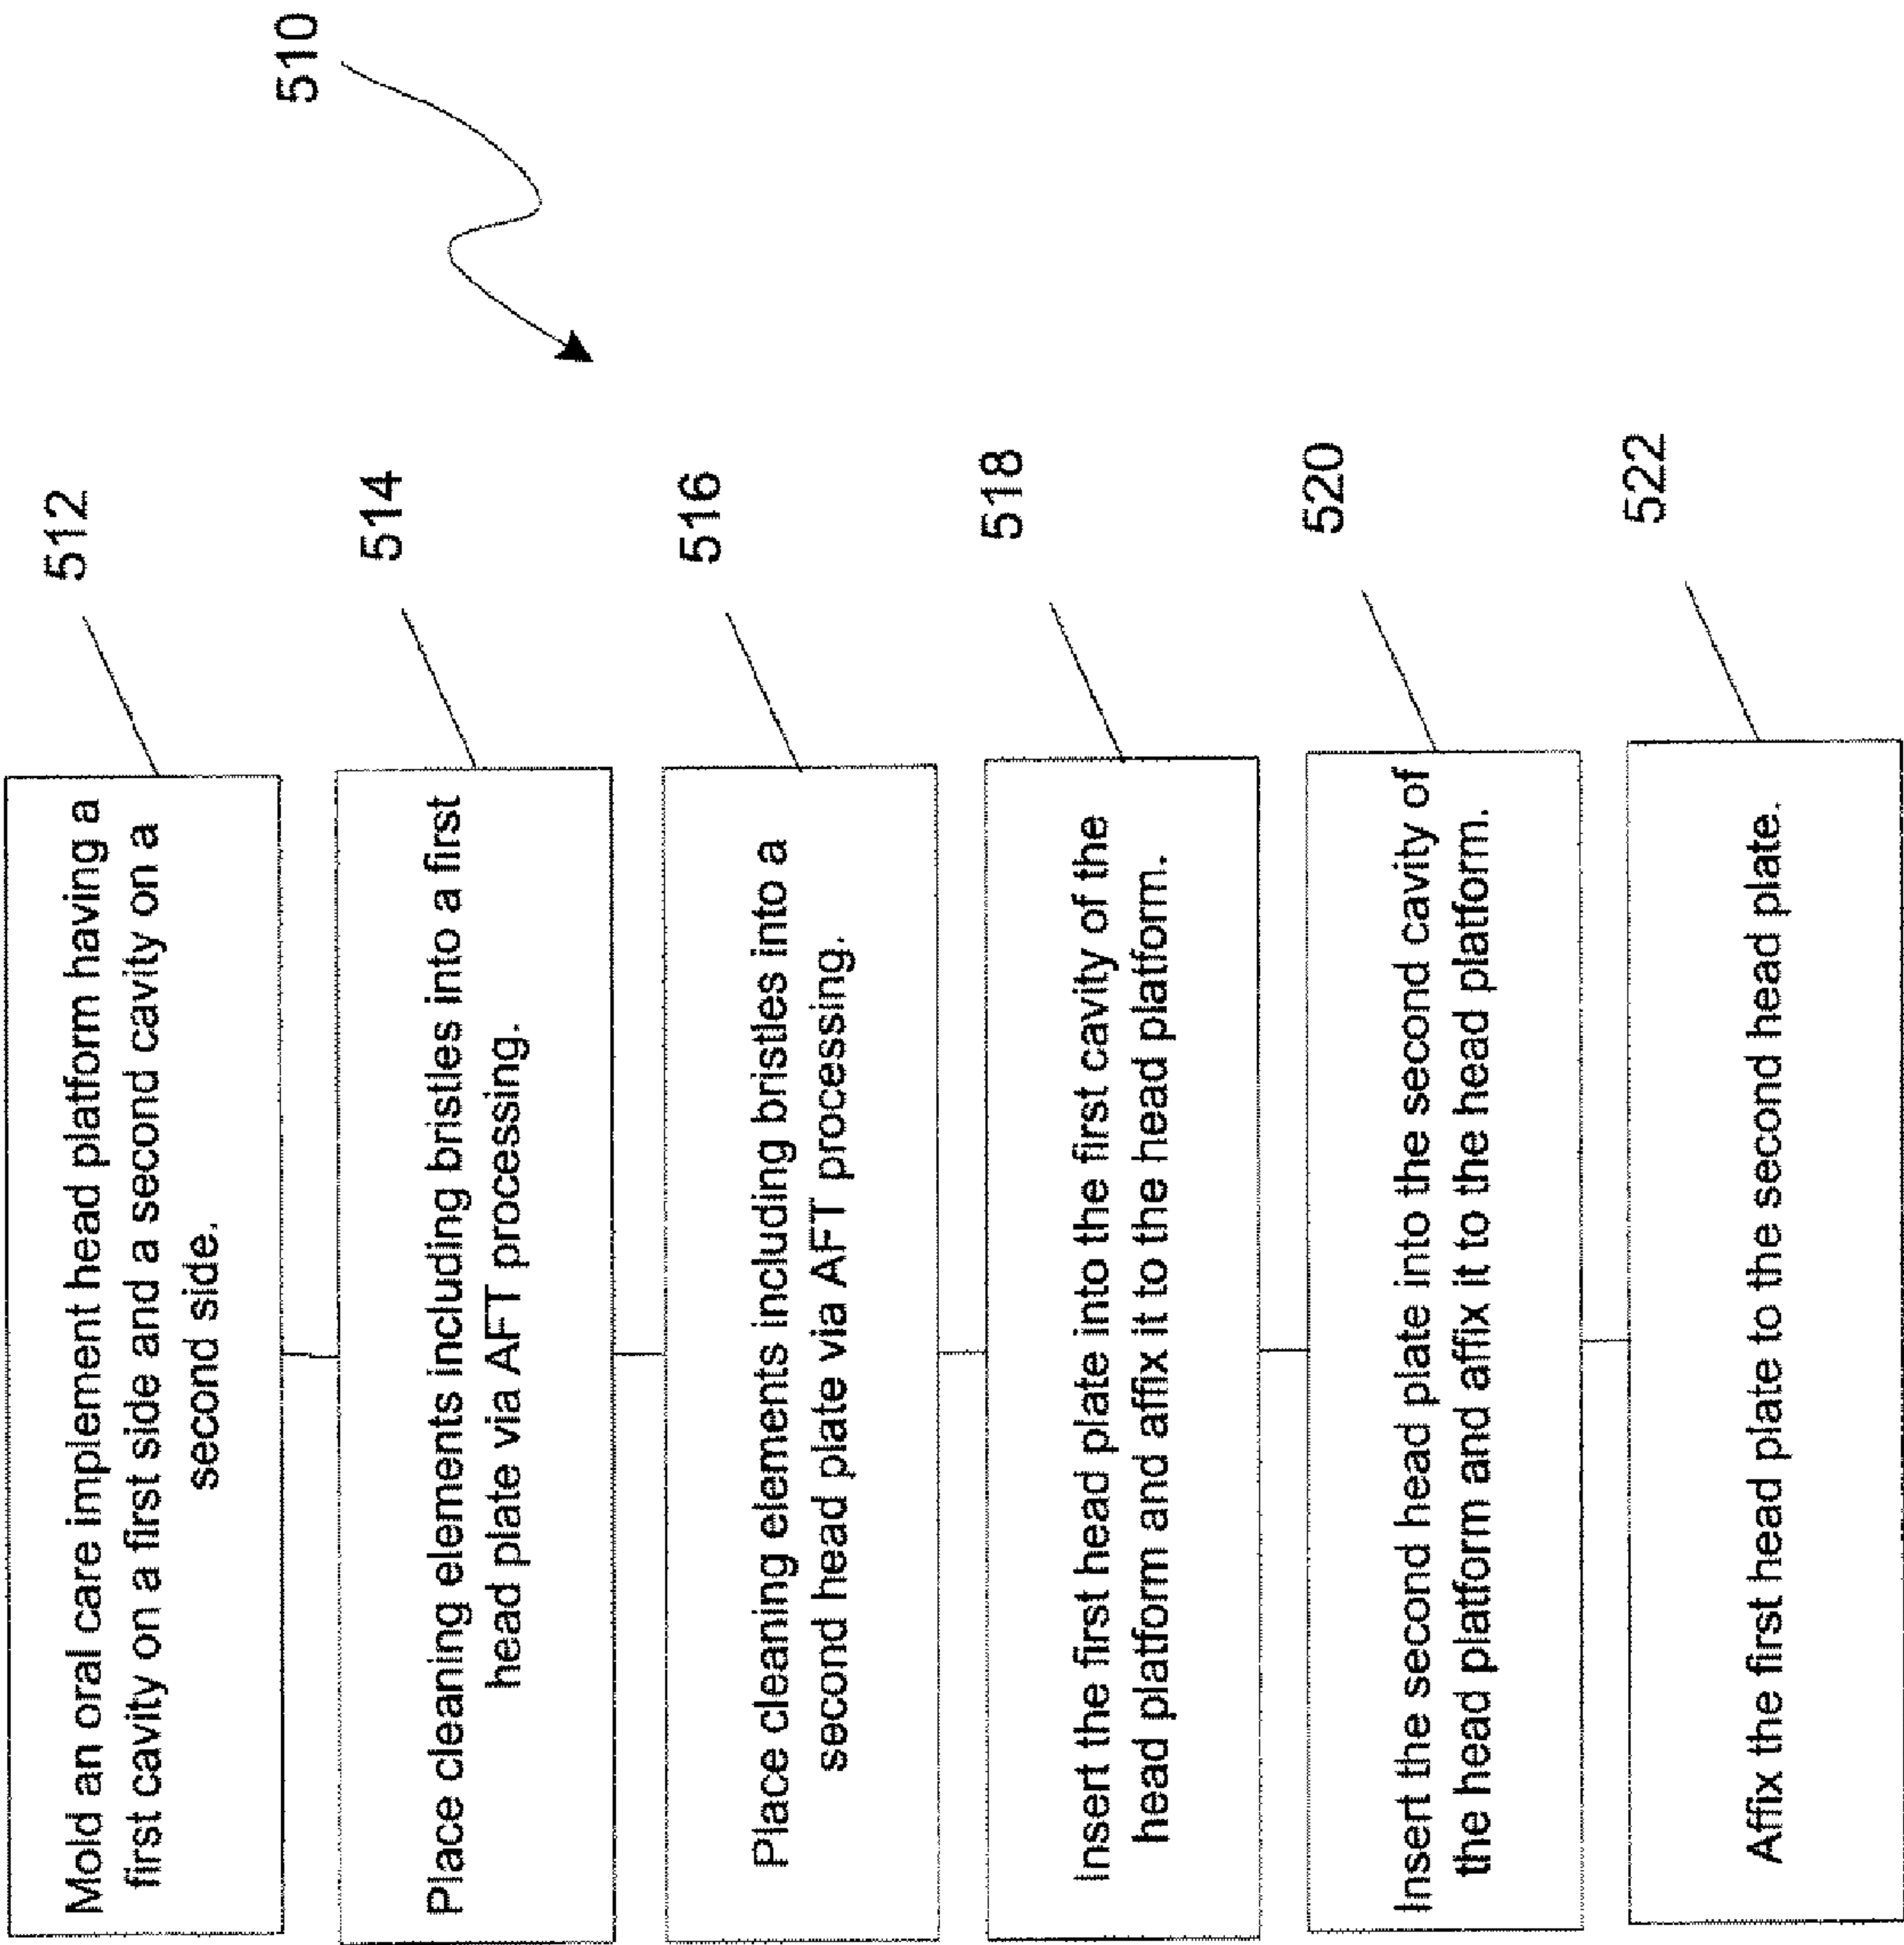 510
512
Mold an oral care implement head platform having a
first cavity on a first side and a second cavity on a
second side.
514
Place cleaning elements including bristles into a first
head plate via AFT processing.
516
Place cleaning elements including bristles into a
second head plate via AFT processing.
518
Insert the first head plate into the first cavity of the
head platform and affix it to the head platform.
520
Insert the second head plate into the second cavity of
the head platform and affix it to the head platform.
522
Affix the first head plate to the second head plate.